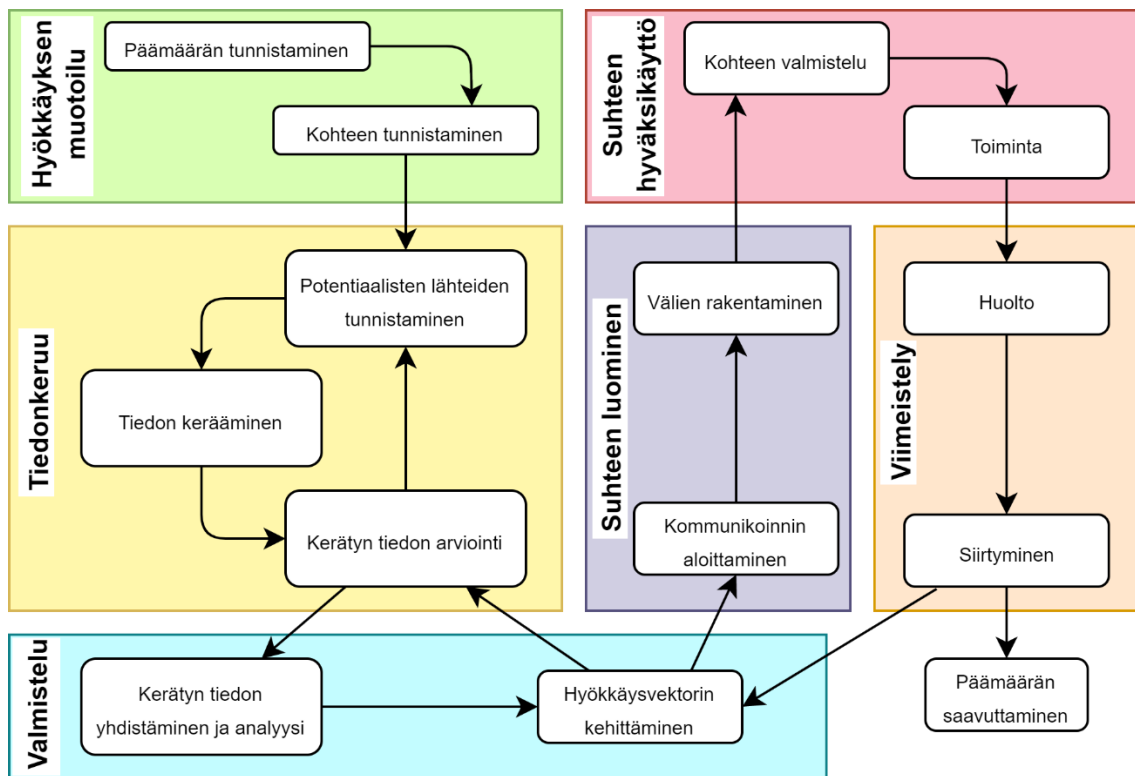 Hyökkäyksen
muotoilu
Päämäärän tunnistaminen
Kohteen tunnistaminen
Tiedonkeruu
Potentiaalisten lähteiden
tunnistaminen
Tiedon kerääminen
Kerätyn tiedon arviointi
Valmistelu
Kerätyn tiedon
yhdistäminen ja analyysi
Hyökkäysvektorin
kehittäminen
Suhteen luominen
Kommunikoinnin
aloittaminen
Välien rakentaminen
Suhteen
hyväksikäyttö
Kohteen valmistelu
Toiminta
Viimeistely
Huolto
Siirtyminen
Päämäärän
saavuttaminen